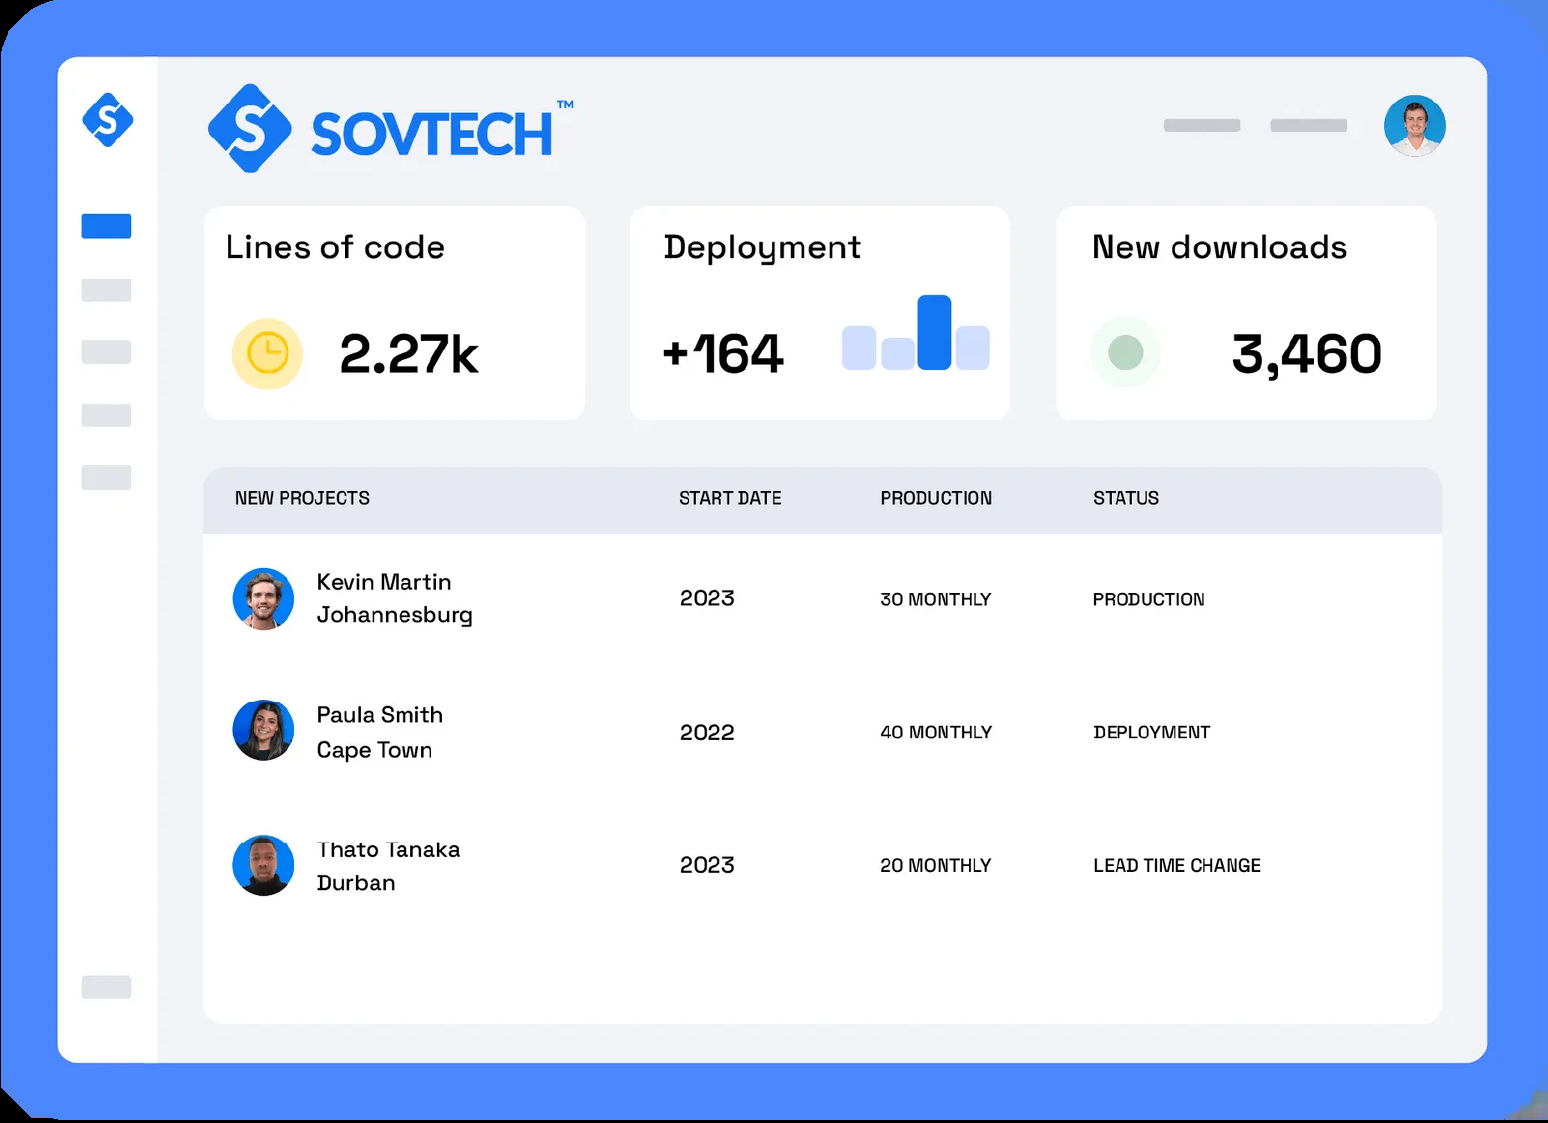 SOVTECH™
Lines of code
2.27k
Deployment
+164
New downloads
3,460
NEW PROJECTS START DATE PRODUCTION STATUS
Kevin Martin
Johannesburg
2023 30 MONTHLY PRODUCTION
Paula Smith
Cape Town
2022 40 MONTHLY DEPLOYMENT
Thato Tanaka
Durban
2023 20 MONTHLY LEAD TIME CHANGE